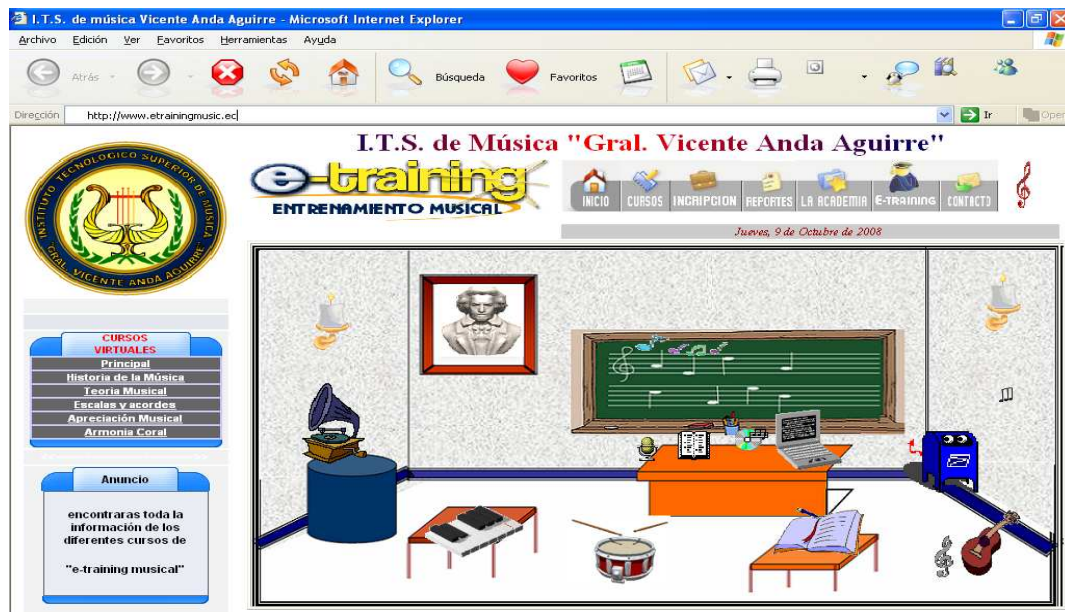 I.T.S. de música Vicente Anda Aguirre - Microsoft Internet Explorer
Archivo Edición Ver Favoritos Herramientas Ayuda
Atrás Búsqueda Favoritos
Dirección http://www.etrainingmusic.ec Ir Oper
I.T.S. de Música "Gral. Vicente Anda Aguirre"
INSTITUTO TECNOLOGICO SUPERIOR DE MUSICA
"GRAL. VICENTE ANDA AGUIRRE"
e-training
ENTRENAMIENTO MUSICAL
INICIO CURSOS INCRIPCION REPORTES LA ACADEMIA E-TRAINING CONTACTO
Jueves, 9 de Octubre de 2008
CURSOS
VIRTUALES
Principal
Historia de la Música
Teoria Musical
Escalas y acordes
Apreciación Musical
Armonia Coral
Anuncio
encontraras toda la
información de los
diferentes cursos de
"e-training musical"